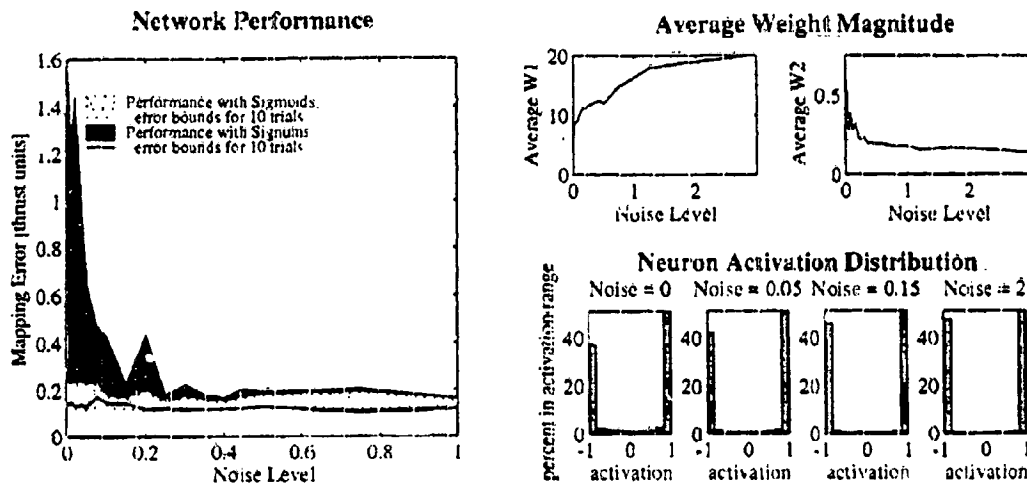 Network Performance
1.6
1.4
1.2
1
0.8
0.6
0.4
0.2
0
Mapping Error [thrust units]
Performance with Sigmoids,
error bounds for 10 trials
Performance with Signums
error bounds for 10 trials
0 0.2 0.4 0.6 0.8 1
Noise Level
Average Weight Magnitude
Average W1
20
10
0
0 1 2
Noise Level
Average W2
0.5
0
0 1 2
Noise Level
Neuron Activation Distribution
Noise = 0 Noise = 0.05 Noise = 0.15 Noise = 2
percent in activation range
40 40 40 40
20 20 20 20
0 0 0 0
-1 0 1 -1 0 1 -1 0 1 -1 0 1
activation activation activation activation